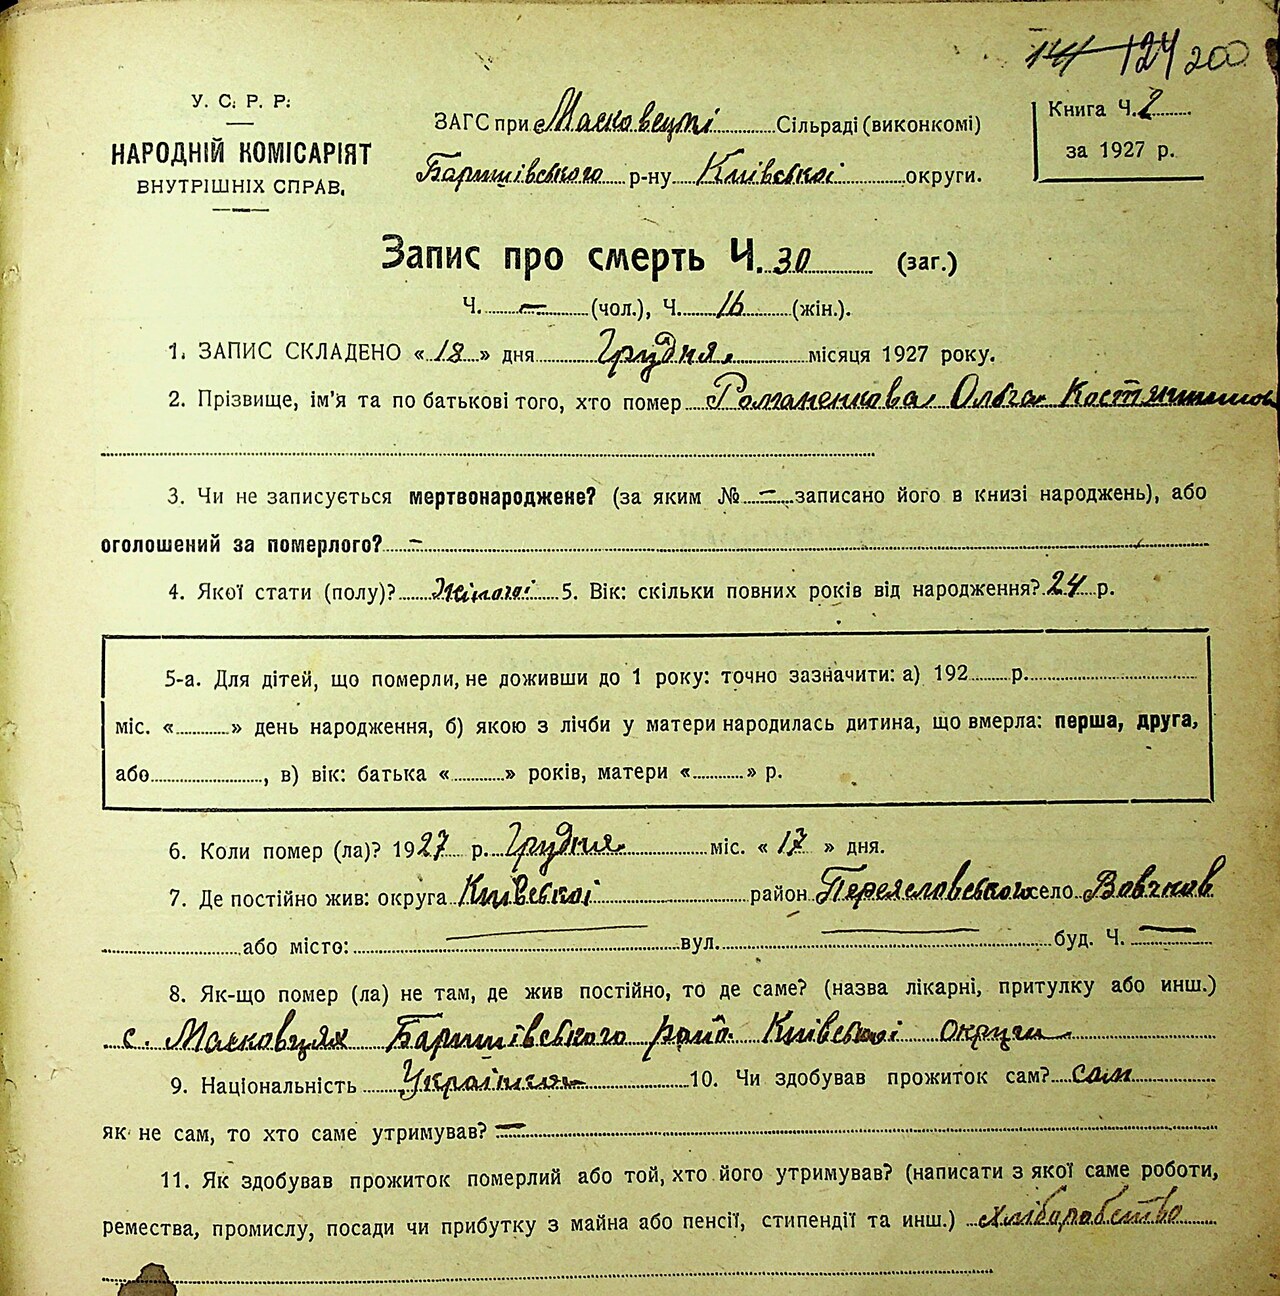 124 200
У. С. Р. Р.
НАРОДНІЙ КОМІСАРІЯТ
ВНУТРІШНІХ СПРАВ.
ЗАГС при Масковецькі Сільраді (виконкомі)
Баришівського р-ну Київської округи.
Книга Ч. 2
за 1927 р.
Запис про смерть Ч. 30 (заг.)
Ч. — (чол.), Ч. 16 (жін.).
1. ЗАПИС СКЛАДЕНО « 18 » дня Грудня місяця 1927 року.
2. Прізвище, ім'я та по батькові того, хто помер Романенкова Ольга
3. Чи не записується мертвонароджене? (за яким № — записано його в книзі народжень), або
оголошений за померлого? —
4. Якої стати (полу)? Жіночої 5. Вік: скільки повних років від народження? 24 р.
5-а. Для дітей, що померли, не доживши до 1 року: точно зазначити: а) 192 р.
міс. « » день народження, б) якою з лічби у матери народилась дитина, що вмерла: перша, друга,
або , в) вік: батька « » років, матери « » р.
6. Коли помер (ла)? 1927 р. Грудня міс. « 17 » дня.
7. Де постійно жив: округа Київської район Переяславського село Вовчков
або місто: — вул. — буд. Ч. —
8. Як-що помер (ла) не там, де жив постійно, то де саме? (назва лікарні, притулку або инш.)
с. Масковцях Баришівського райо. Київської округи
9. Національність Українка 10. Чи здобував прожиток сам? сам
як не сам, то хто саме утримував? —
11. Як здобував прожиток померлий або той, хто його утримував? (написати з якої саме роботи,
ремества, промислу, посади чи прибутку з майна або пенсії, стипендії та инш.) хліборобство